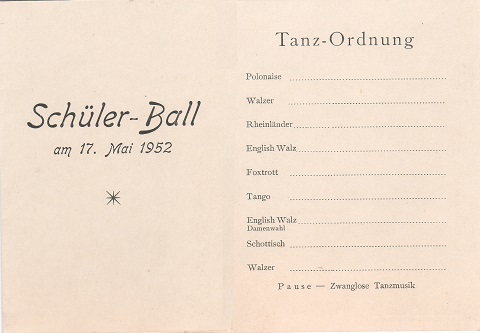 Schüler-Ball
am 17. Mai 1952
Tanz-Ordnung
Polonaise
Walzer
Rheinländer
English Walz
Foxtrott
Tango
English Walz
Damenwahl
Schottisch
Walzer
Pause — Zwanglose Tanzmusik